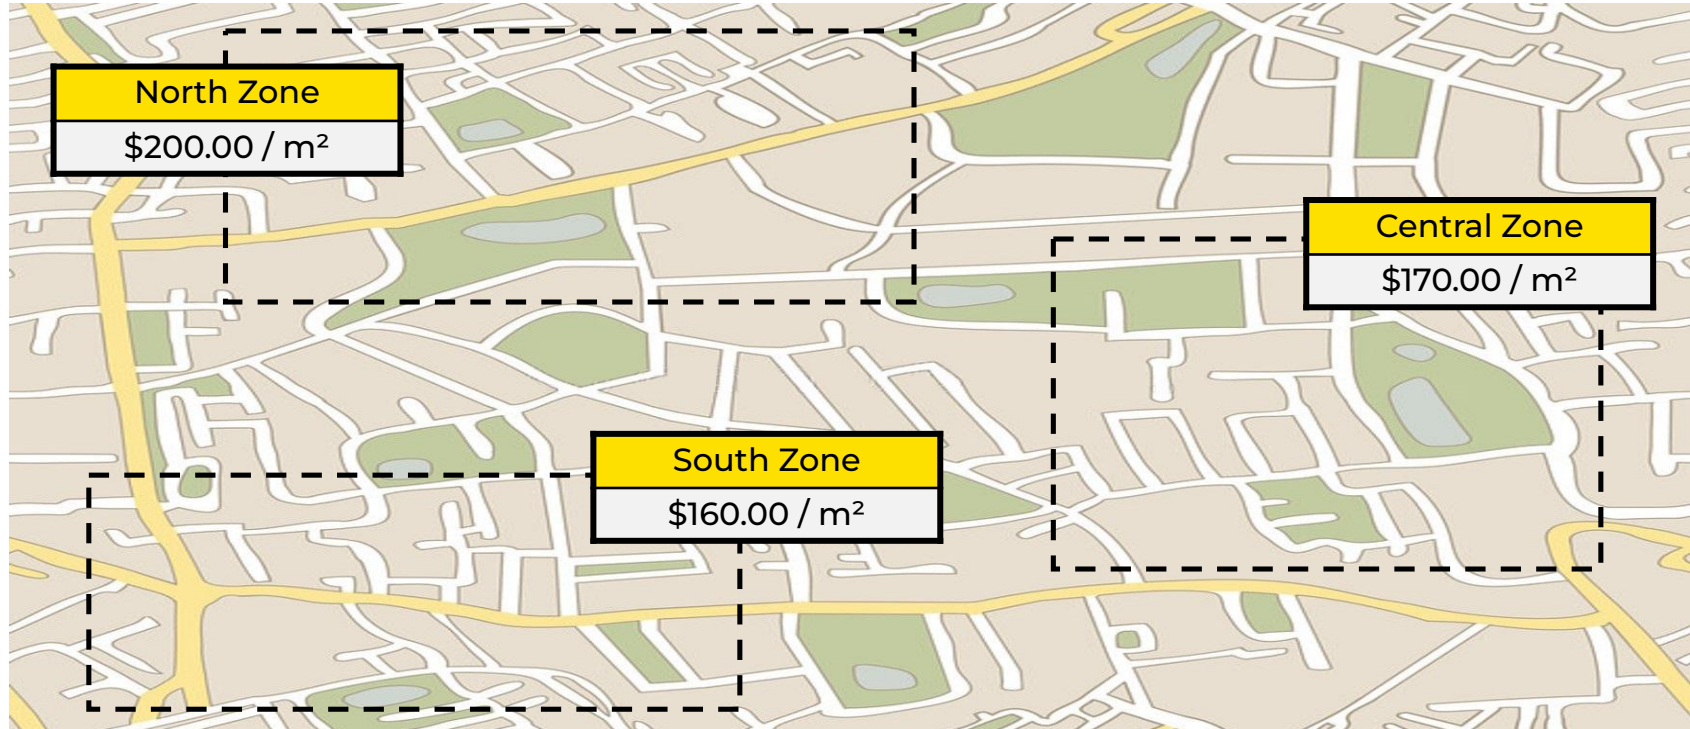 North Zone
$200.00 / m²
Central Zone
$170.00 / m²
South Zone
$160.00 / m²